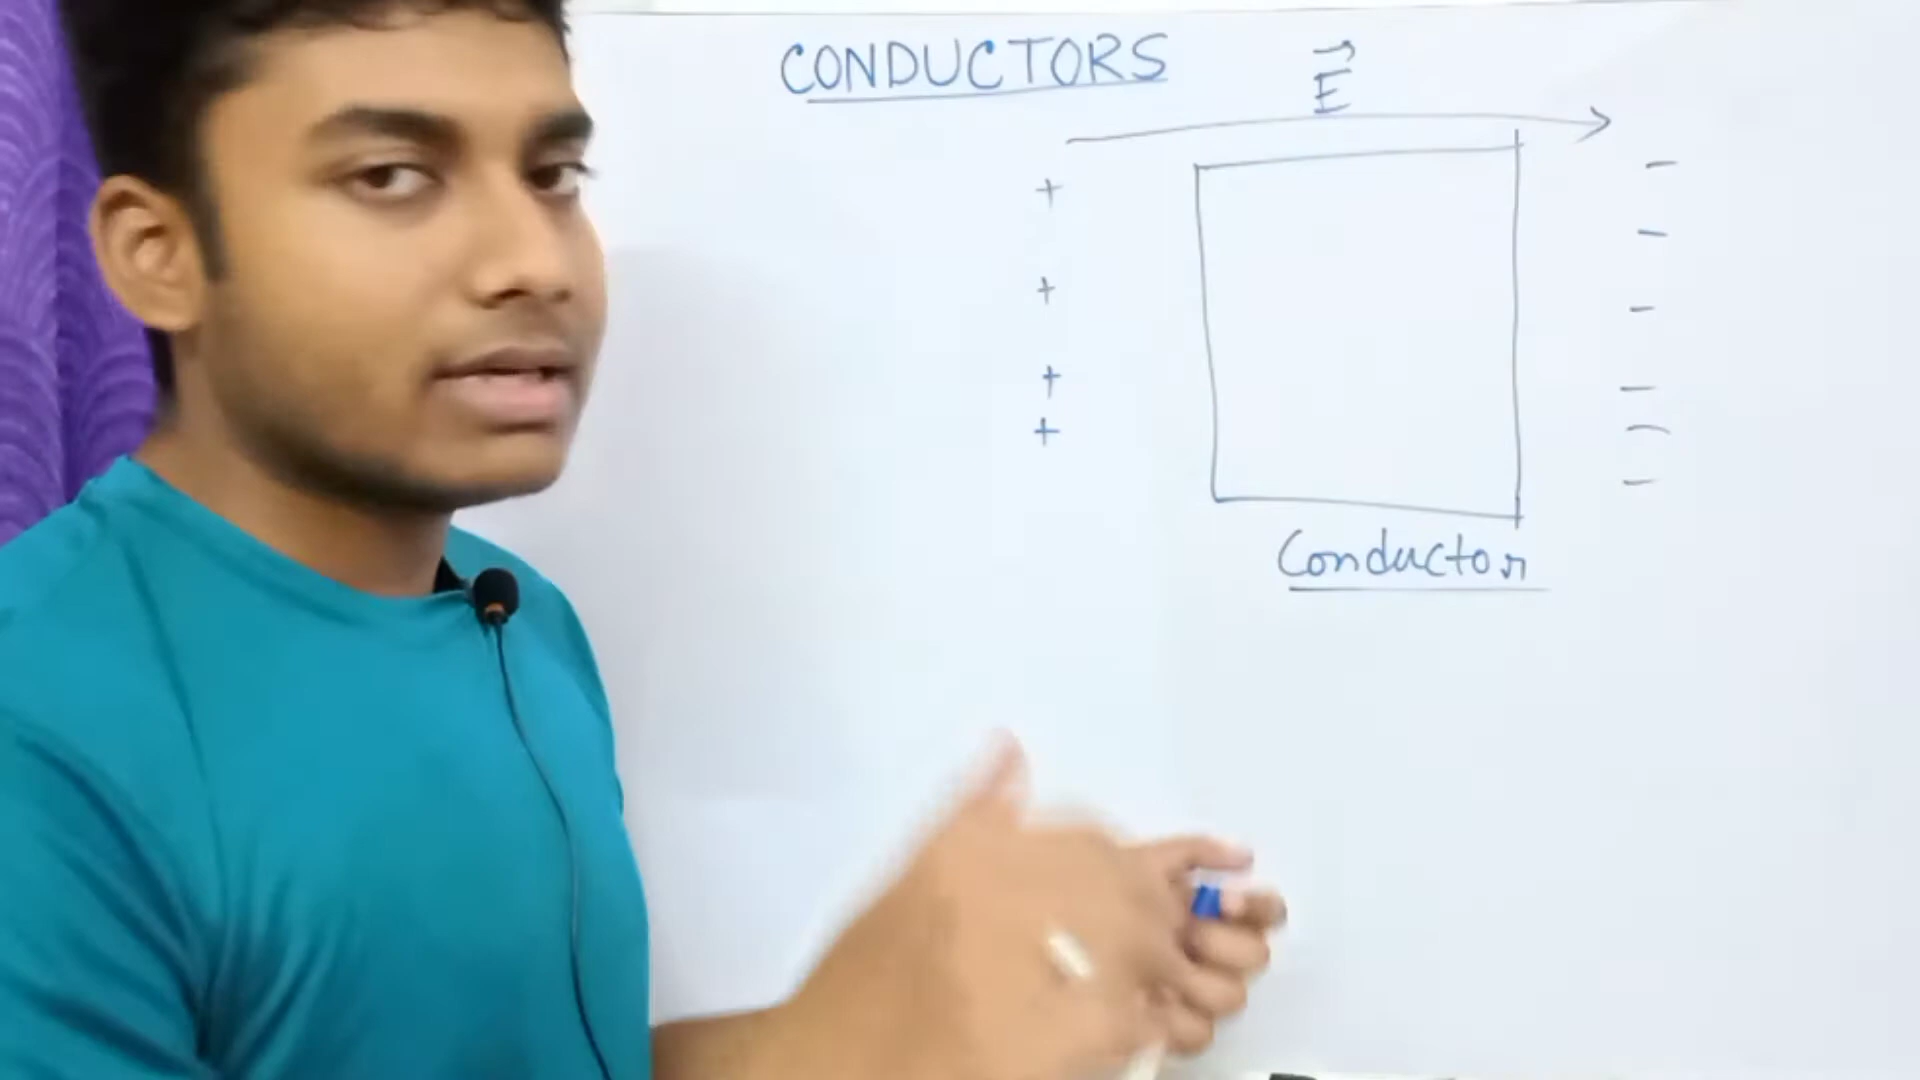 CONDUCTORS
E
+ −
−
+
−
+ −
+ −
−
Conductor